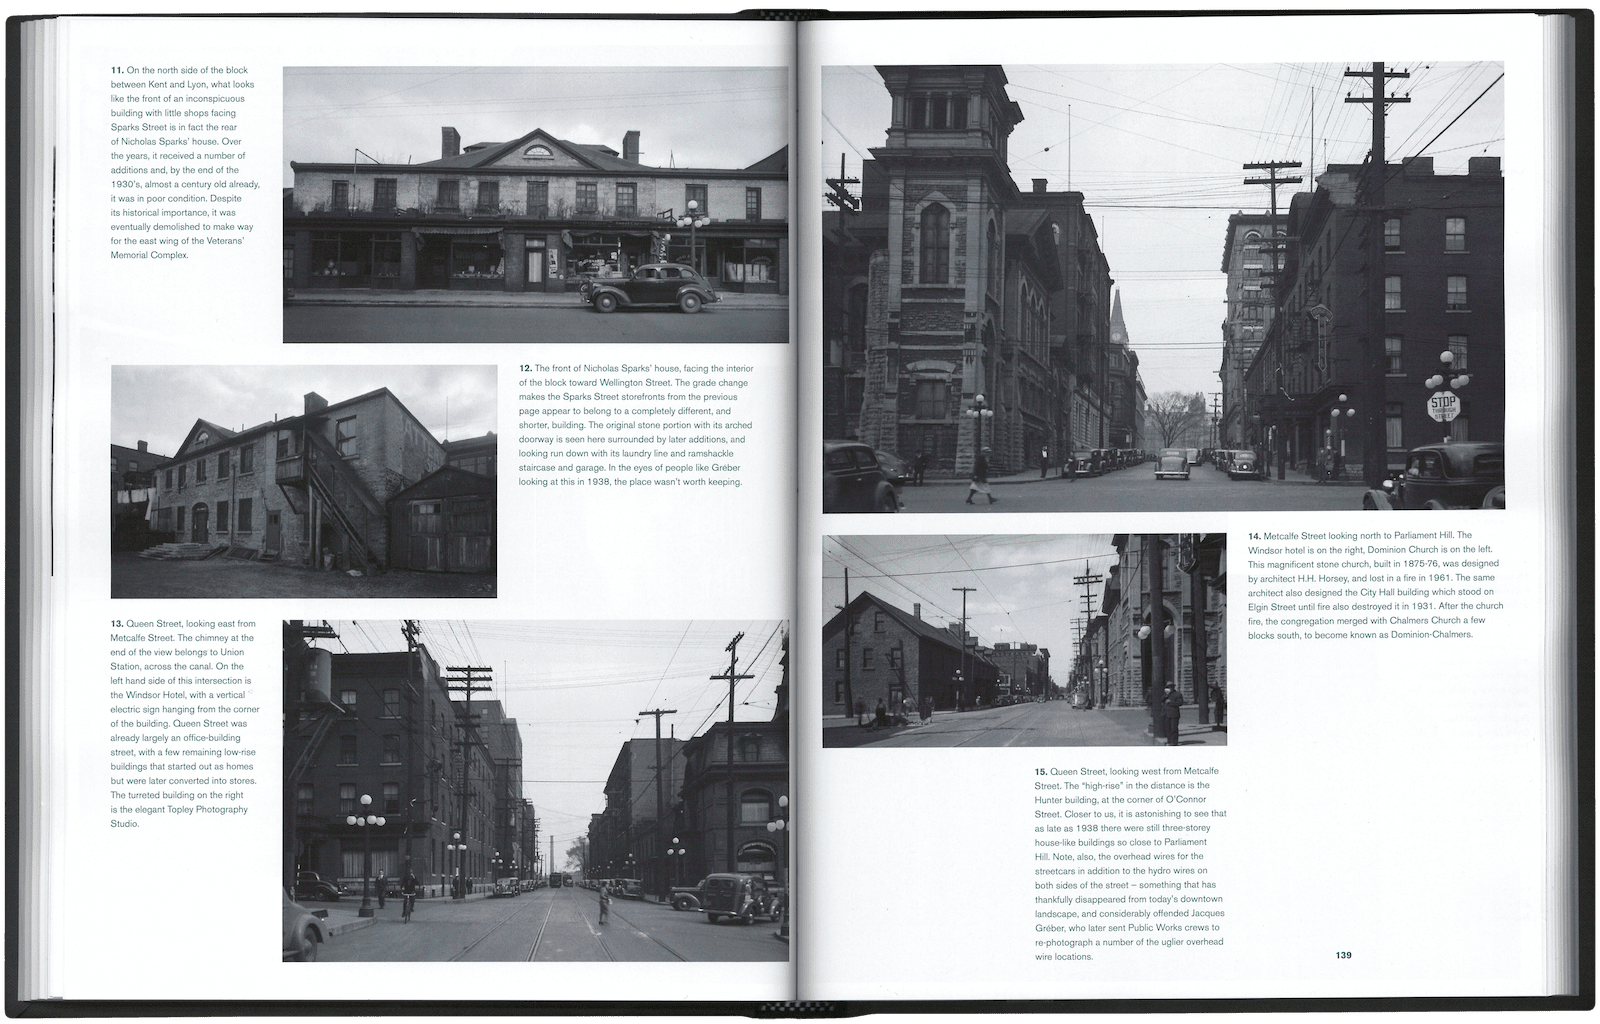 11. On the north side of the block
between Kent and Lyon, what looks
like the front of an inconspicuous
building with little shops facing
Sparks Street is in fact the rear
of Nicholas Sparks' house. Over
the years, it received a number of
additions and, by the end of the
1930's, almost a century old already,
it was in poor condition. Despite
its historical importance, it was
eventually demolished to make way
for the east wing of the Veterans'
Memorial Complex.
12. The front of Nicholas Sparks' house, facing the interior
of the block toward Wellington Street. The grade change
makes the Sparks Street storefronts from the previous
page appear to belong to a completely different, and
shorter, building. The original stone portion with its arched
doorway is seen here surrounded by later additions, and
looking run down with its laundry line and ramshackle
staircase and garage. In the eyes of people like Gréber
looking at this in 1938, the place wasn't worth keeping.
13. Queen Street, looking east from
Metcalfe Street. The chimney at the
end of the view belongs to Union
Station, across the canal. On the
left hand side of this intersection is
the Windsor Hotel, with a vertical
electric sign hanging from the corner
of the building. Queen Street was
already largely an office-building
street, with a few remaining low-rise
buildings that started out as homes
but were later converted into stores.
The turreted building on the right
is the elegant Topley Photography
Studio.
STOP
THROUGH
STREET
14. Metcalfe Street looking north to Parliament Hill. The
Windsor hotel is on the right, Dominion Church is on the left.
This magnificent stone church, built in 1875-76, was designed
by architect H.H. Horsey, and lost in a fire in 1961. The same
architect also designed the City Hall building which stood on
Elgin Street until fire also destroyed it in 1931. After the church
fire, the congregation merged with Chalmers Church a few
blocks south, to become known as Dominion-Chalmers.
15. Queen Street, looking west from Metcalfe
Street. The “high-rise” in the distance is the
Hunter building, at the corner of O'Connor
Street. Closer to us, it is astonishing to see that
as late as 1938 there were still three-storey
house-like buildings so close to Parliament
Hill. Note, also, the overhead wires for the
streetcars in addition to the hydro wires on
both sides of the street – something that has
thankfully disappeared from today's downtown
landscape, and considerably offended Jacques
Gréber, who later sent Public Works crews to
re-photograph a number of the uglier overhead
wire locations.
139